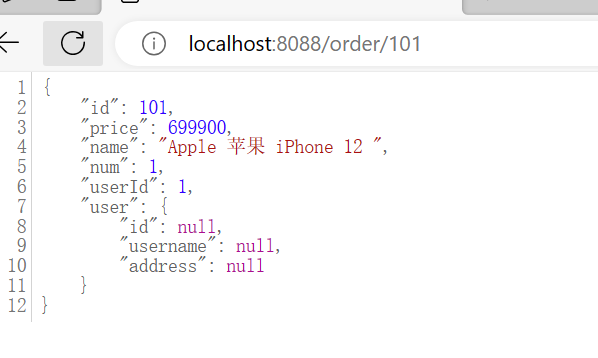 localhost:8088/order/101
1 {
2 "id": 101,
3 "price": 699900,
4 "name": "Apple 苹果 iPhone 12 ",
5 "num": 1,
6 "userId": 1,
7 "user": {
8 "id": null,
9 "username": null,
10 "address": null
11 }
12 }